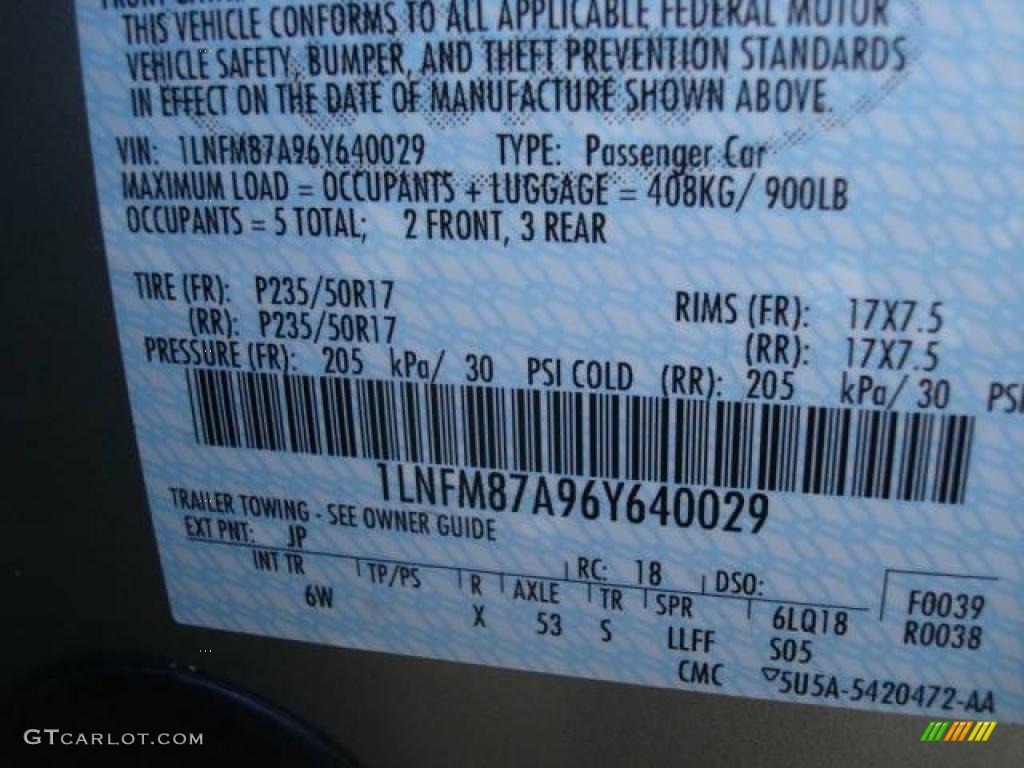 THIS VEHICLE CONFORMS TO ALL APPLICABLE FEDERAL MOTOR
VEHICLE SAFETY, BUMPER, AND THEFT PREVENTION STANDARDS
IN EFFECT ON THE DATE OF MANUFACTURE SHOWN ABOVE.
VIN: 1LNFM87A96Y640029 TYPE: Passenger Car
MAXIMUM LOAD = OCCUPANTS + LUGGAGE = 408KG/ 900LB
OCCUPANTS = 5 TOTAL; 2 FRONT, 3 REAR
TIRE (FR): P235/50R17 RIMS (FR): 17X7.5
(RR): P235/50R17 (RR): 17X7.5
PRESSURE (FR): 205 kPa/ 30 PSI COLD (RR): 205 kPa/ 30 PSI
1LNFM87A96Y640029
TRAILER TOWING - SEE OWNER GUIDE
EXT PNT: JP RC: 18 DSO: F0039
INT TR TP/PS R AXLE TR SPR 6LQ18 R0038
6W X 53 S LLFF S05
CMC ▽5U5A-5420472-AA
GTCARLOT.COM